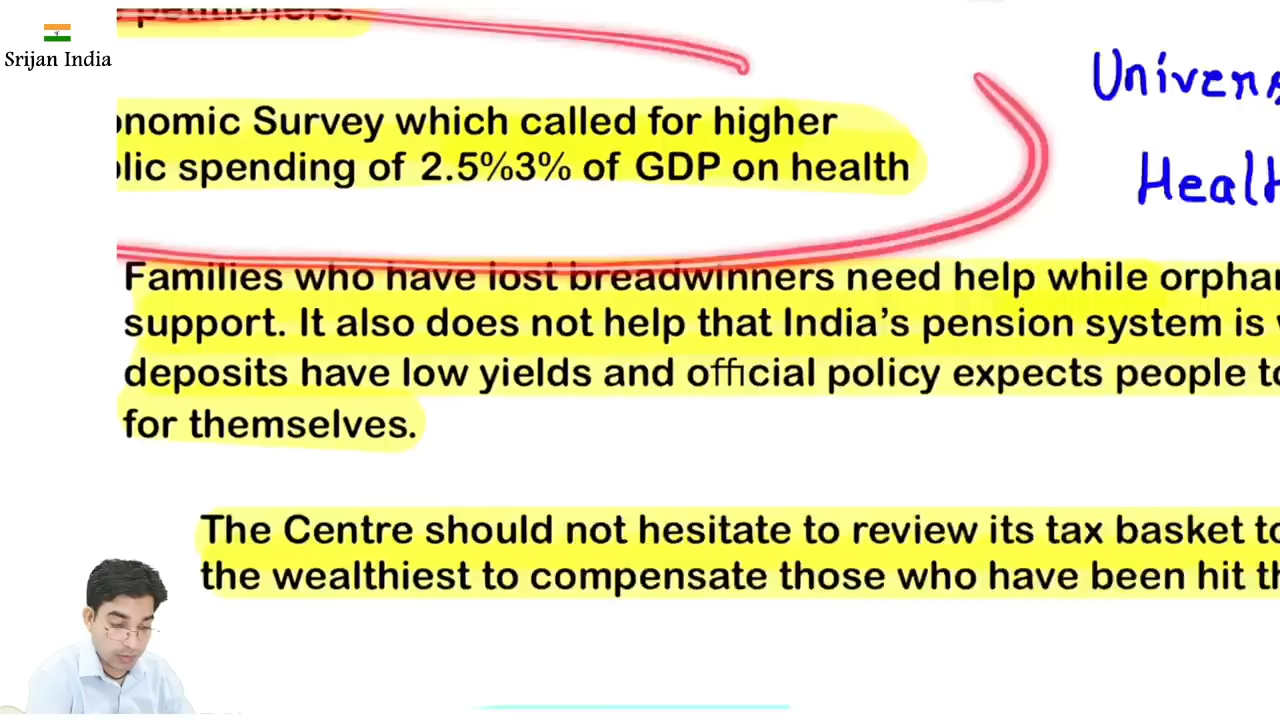 petitioners.
Srijan India
onomic Survey which called for higher
blic spending of 2.5%3% of GDP on health
Univers
Healt
Families who have lost breadwinners need help while orphan
support. It also does not help that India's pension system is
deposits have low yields and official policy expects people to
for themselves.
The Centre should not hesitate to review its tax basket to
the wealthiest to compensate those who have been hit th